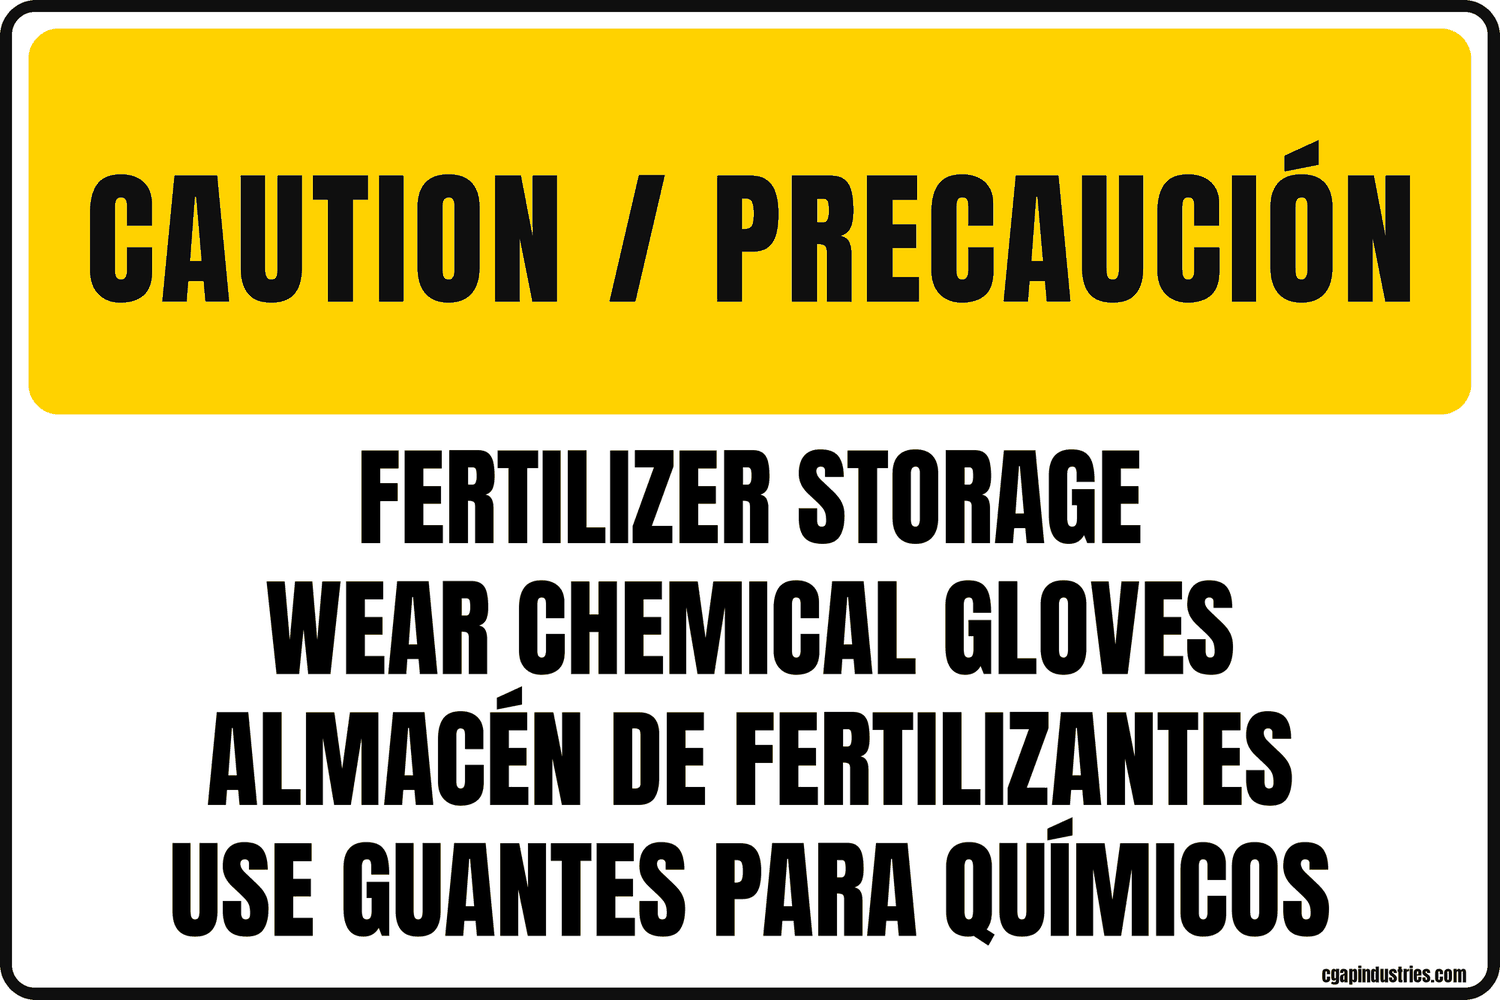 CAUTION / PRECAUCIÓN
FERTILIZER STORAGE
WEAR CHEMICAL GLOVES
ALMACÉN DE FERTILIZANTES
USE GUANTES PARA QUÍMICOS
cgapindustries.com